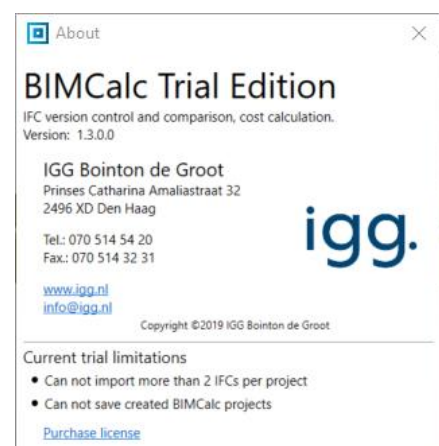 About
BIMCalc Trial Edition
IFC version control and comparison, cost calculation.
Version: 1.3.0.0
IGG Bointon de Groot
Prinses Catharina Amaliastraat 32
2496 XD Den Haag
Tel.: 070 514 54 20
Fax.: 070 514 32 31
igg.
www.igg.nl
info@igg.nl
Copyright ©2019 IGG Bointon de Groot
Current trial limitations
• Can not import more than 2 IFCs per project
• Can not save created BIMCalc projects
Purchase license